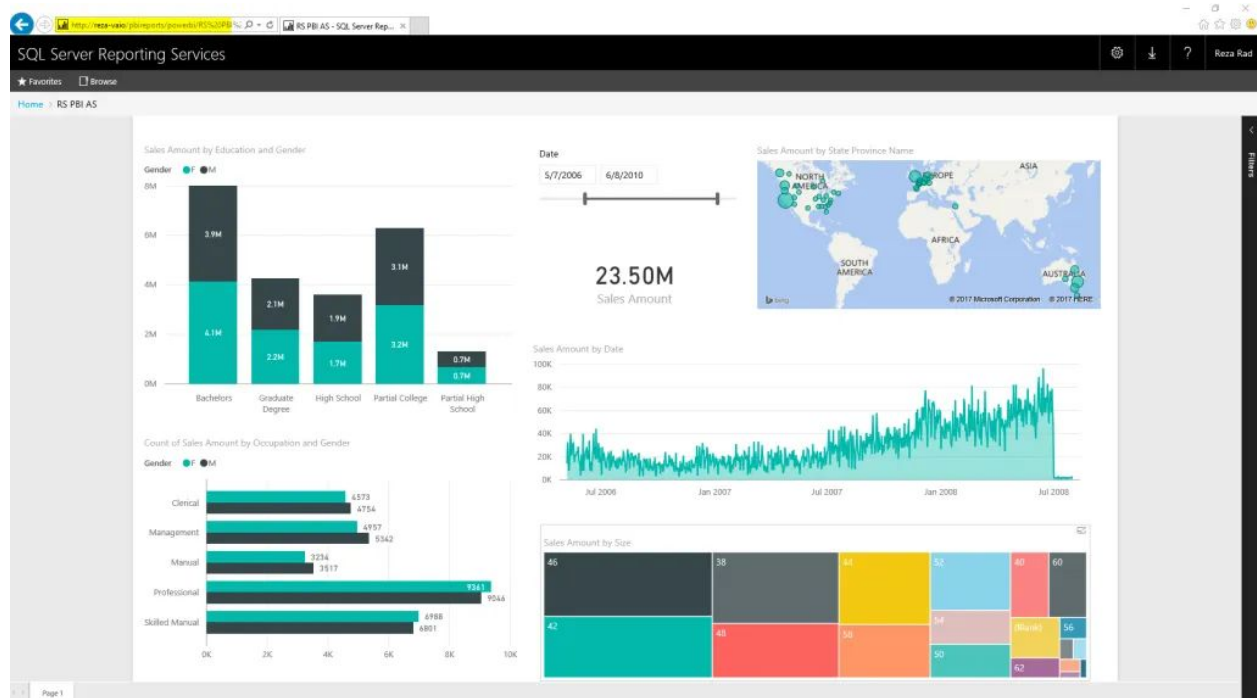 http://reza-vaio/pbireports/powerbi/RS%20PBI
RS PBI AS - SQL Server Rep...
SQL Server Reporting Services
Reza Rad
Favorites
Browse
Home > RS PBI AS
Filters
Sales Amount by Education and Gender
Gender F M
8M
6M
4M
2M
0M
3.9M
4.1M
2.1M
2.2M
1.9M
1.7M
3.1M
3.2M
0.7M
0.7M
Bachelors
Graduate
Degree
High School
Partial College
Partial High
School
Date
5/7/2006 6/8/2010
23.50M
Sales Amount
Sales Amount by State Province Name
NORTH
AMERICA
EUROPE
ASIA
AFRICA
SOUTH
AMERICA
AUSTRALIA
bing
© 2017 Microsoft Corporation © 2017 HERE
Sales Amount by Date
100K
80K
60K
40K
20K
0K
Jul 2006 Jan 2007 Jul 2007 Jan 2008 Jul 2008
Count of Sales Amount by Occupation and Gender
Gender F M
Clerical
4573
4754
Management
4957
5342
Manual
3234
3517
Professional
9361
9046
Skilled Manual
6988
6801
0K 2K 4K 6K 8K 10K
Sales Amount by Size
46
42
38
48
44
58
52
54
50
40
60
(Blank)
56
62
Page 1